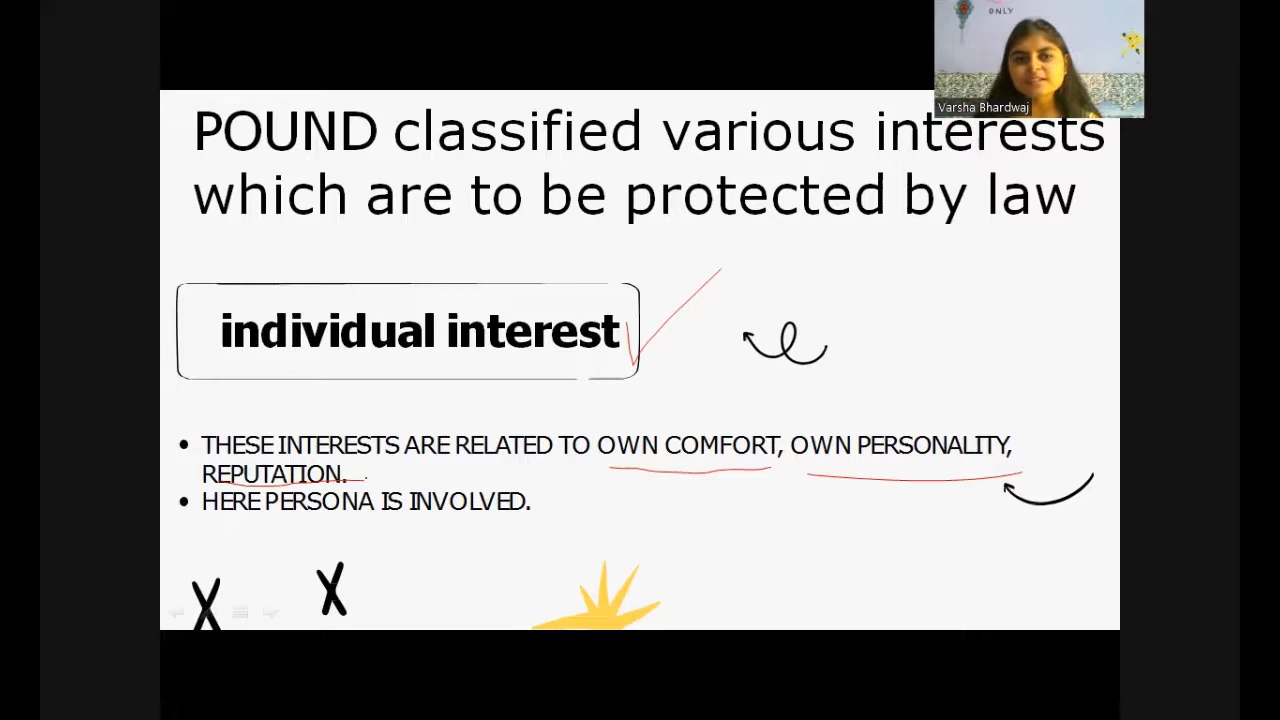 ONLY
Varsha Bhardwaj
POUND classified various interests
which are to be protected by law
individual interest
• THESE INTERESTS ARE RELATED TO OWN COMFORT, OWN PERSONALITY,
REPUTATION.
• HERE PERSONA IS INVOLVED.
X X